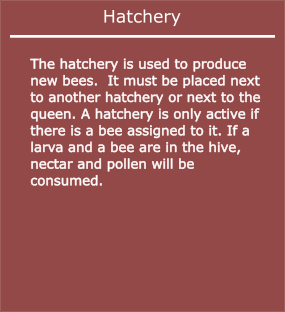 Hatchery
The hatchery is used to produce
new bees.  It must be placed next
to another hatchery or next to the
queen. A hatchery is only active if
there is a bee assigned to it. If a
larva and a bee are in the hive,
nectar and pollen will be
consumed.